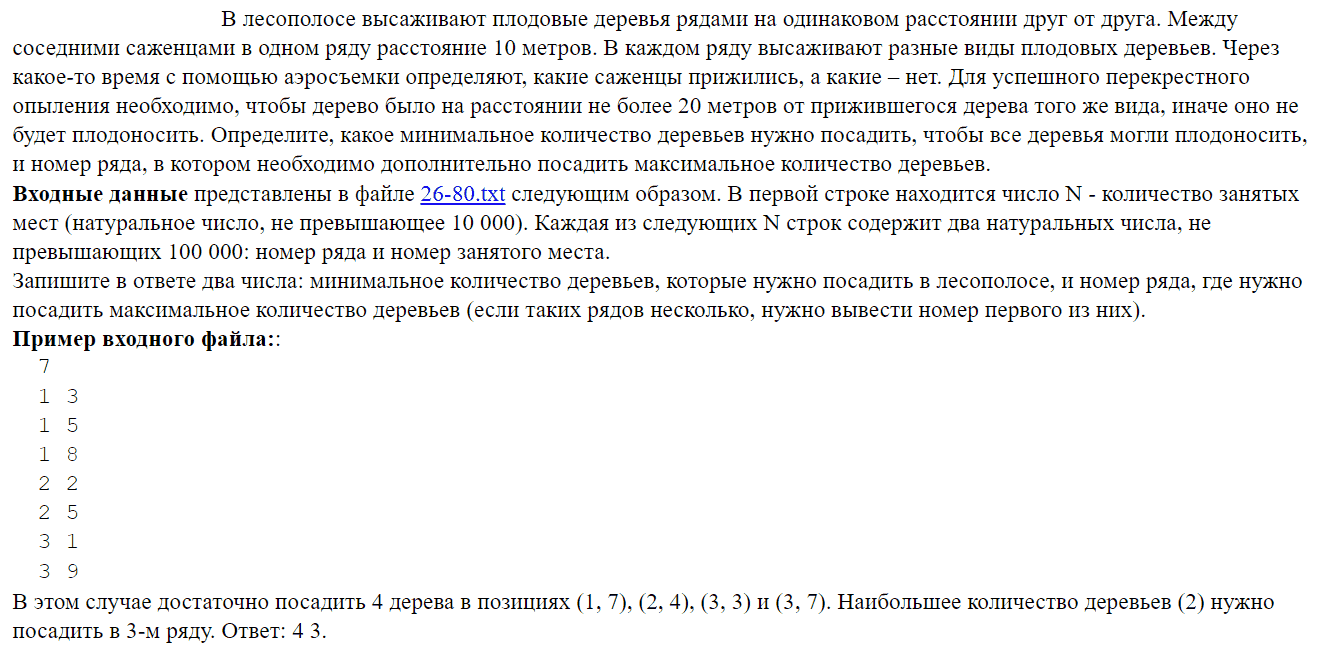 В лесополосе высаживают плодовые деревья рядами на одинаковом расстоянии друг от друга. Между
соседними саженцами в одном ряду расстояние 10 метров. В каждом ряду высаживают разные виды плодовых деревьев. Через
какое-то время с помощью аэросъемки определяют, какие саженцы прижились, а какие – нет. Для успешного перекрестного
опыления необходимо, чтобы дерево было на расстоянии не более 20 метров от прижившегося дерева того же вида, иначе оно не
будет плодоносить. Определите, какое минимальное количество деревьев нужно посадить, чтобы все деревья могли плодоносить,
и номер ряда, в котором необходимо дополнительно посадить максимальное количество деревьев.
Входные данные представлены в файле 26-80.txt следующим образом. В первой строке находится число N - количество занятых
мест (натуральное число, не превышающее 10 000). Каждая из следующих N строк содержит два натуральных числа, не
превышающих 100 000: номер ряда и номер занятого места.
Запишите в ответе два числа: минимальное количество деревьев, которые нужно посадить в лесополосе, и номер ряда, где нужно
посадить максимальное количество деревьев (если таких рядов несколько, нужно вывести номер первого из них).
Пример входного файла::
7
1 3
1 5
1 8
2 2
2 5
3 1
3 9
В этом случае достаточно посадить 4 дерева в позициях (1, 7), (2, 4), (3, 3) и (3, 7). Наибольшее количество деревьев (2) нужно
посадить в 3-м ряду. Ответ: 4 3.